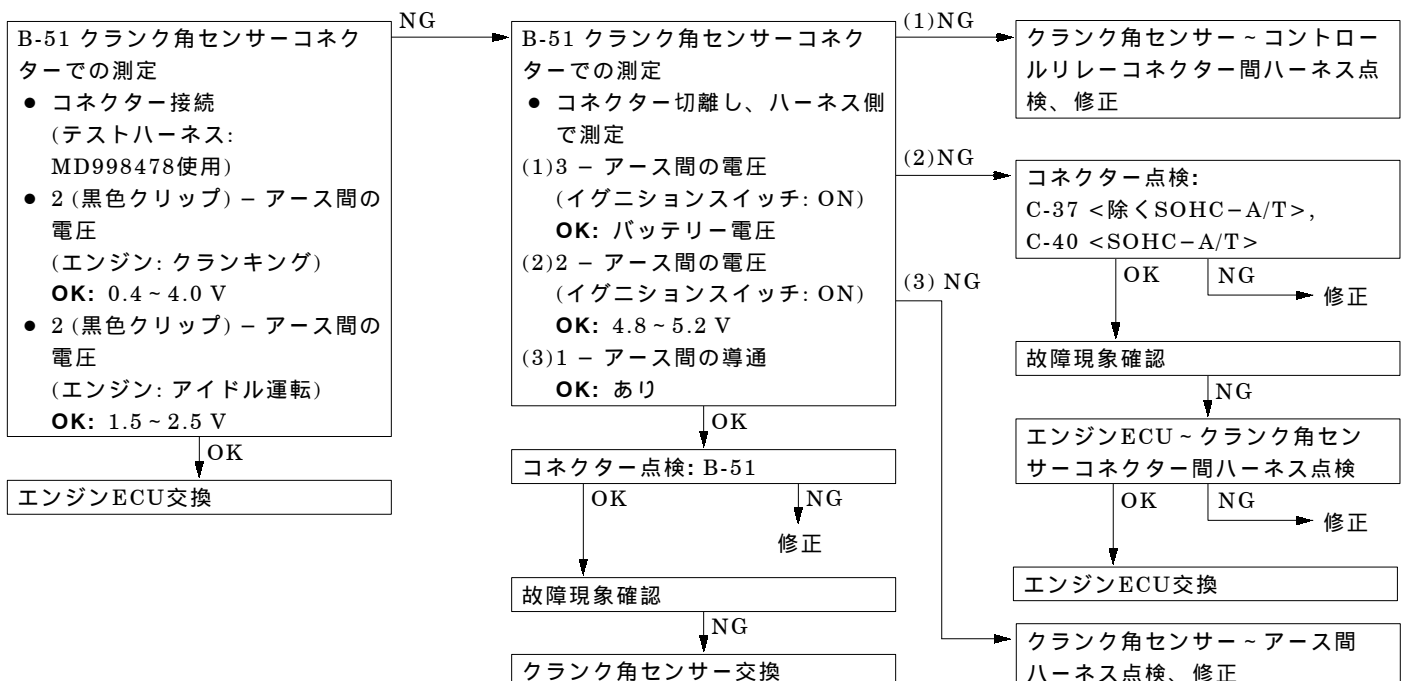 B-51 クランク角センサーコネク
ターでの測定
● コネクター接続
(テストハーネス:
MD998478使用)
● 2 (黒色クリップ) − アース間の
電圧
(エンジン: クランキング)
OK: 0.4 ~ 4.0 V
● 2 (黒色クリップ) − アース間の
電圧
(エンジン: アイドル運転)
OK: 1.5 ~ 2.5 V
OK
エンジンECU交換
NG
B-51 クランク角センサーコネク
ターでの測定
● コネクター切離し、ハーネス側
で測定
(1)3 − アース間の電圧
(イグニションスイッチ: ON)
OK: バッテリー電圧
(2)2 − アース間の電圧
(イグニションスイッチ: ON)
OK: 4.8 ~ 5.2 V
(3)1 − アース間の導通
OK: あり
OK
コネクター点検: B-51
OK
NG
修正
故障現象確認
NG
クランク角センサー交換
(1)NG
クランク角センサー ~ コントロー
ルリレーコネクター間ハーネス点
検、修正
(2)NG
コネクター点検:
C-37 <除くSOHC−A/T>,
C-40 <SOHC−A/T>
OK
NG
修正
故障現象確認
NG
エンジンECU ~ クランク角セン
サーコネクター間ハーネス点検
OK
NG
修正
エンジンECU交換
(3) NG
クランク角センサー ~ アース間
ハーネス点検、修正